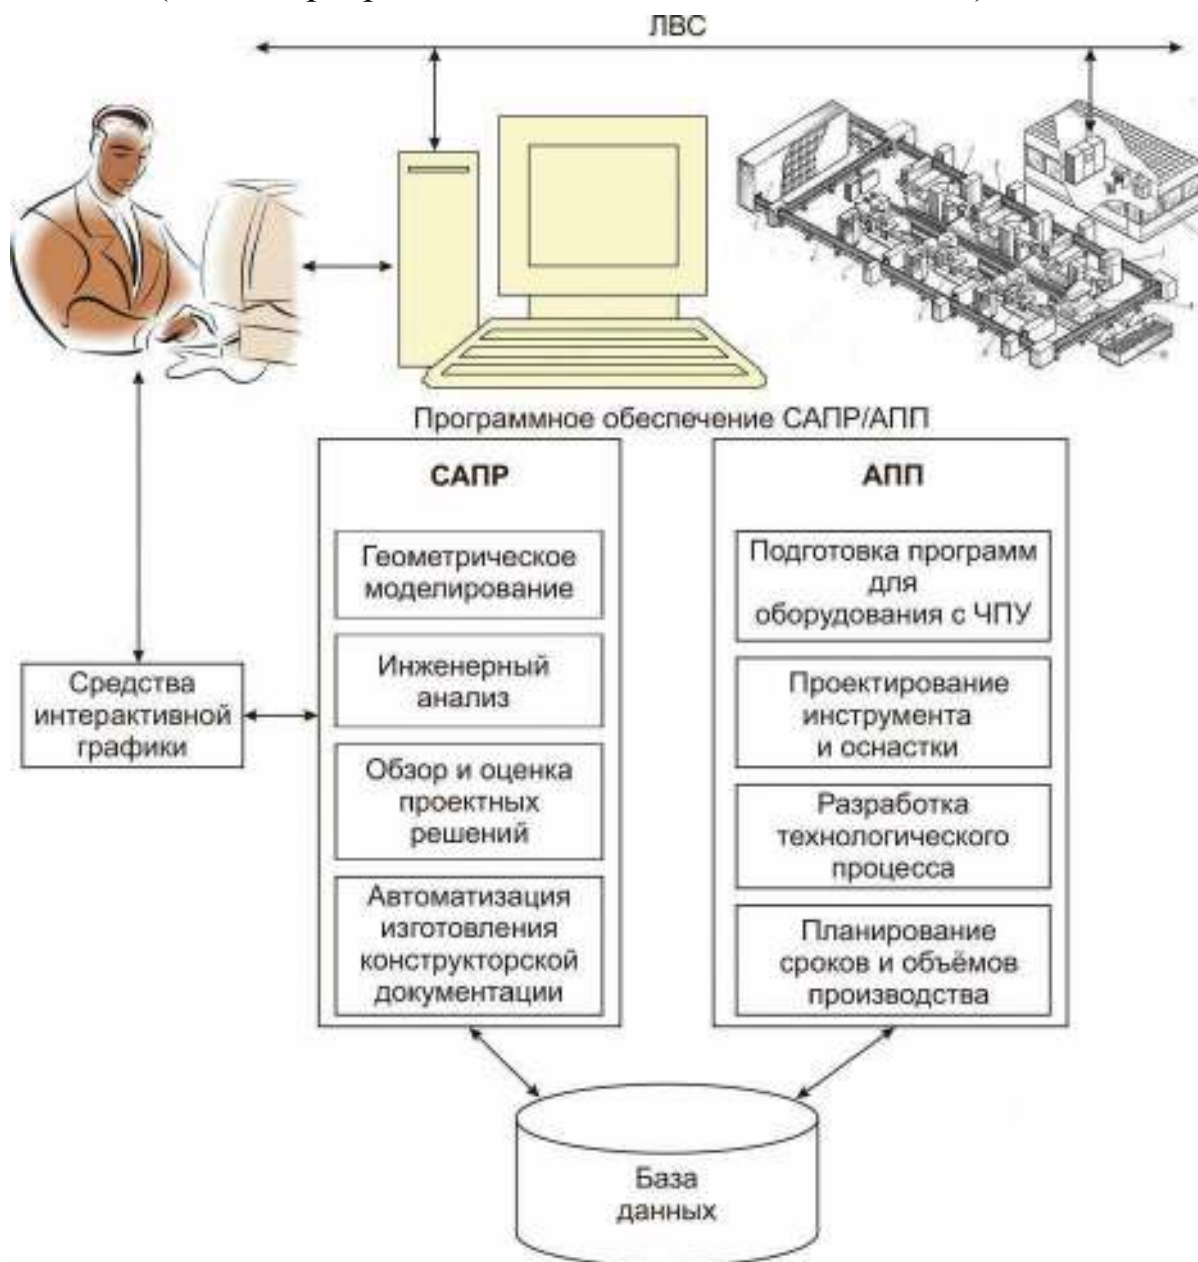 ЛВС
Программное обеспечение САПР/АПП
САПР
Геометрическое
моделирование
Инженерный
анализ
Обзор и оценка
проектных
решений
Автоматизация
изготовления
конструкторской
документации
АПП
Подготовка программ
для
оборудования с ЧПУ
Проектирование
инструмента
и оснастки
Разработка
технологического
процесса
Планирование
сроков и объёмов
производства
Средства
интерактивной
графики
База
данных